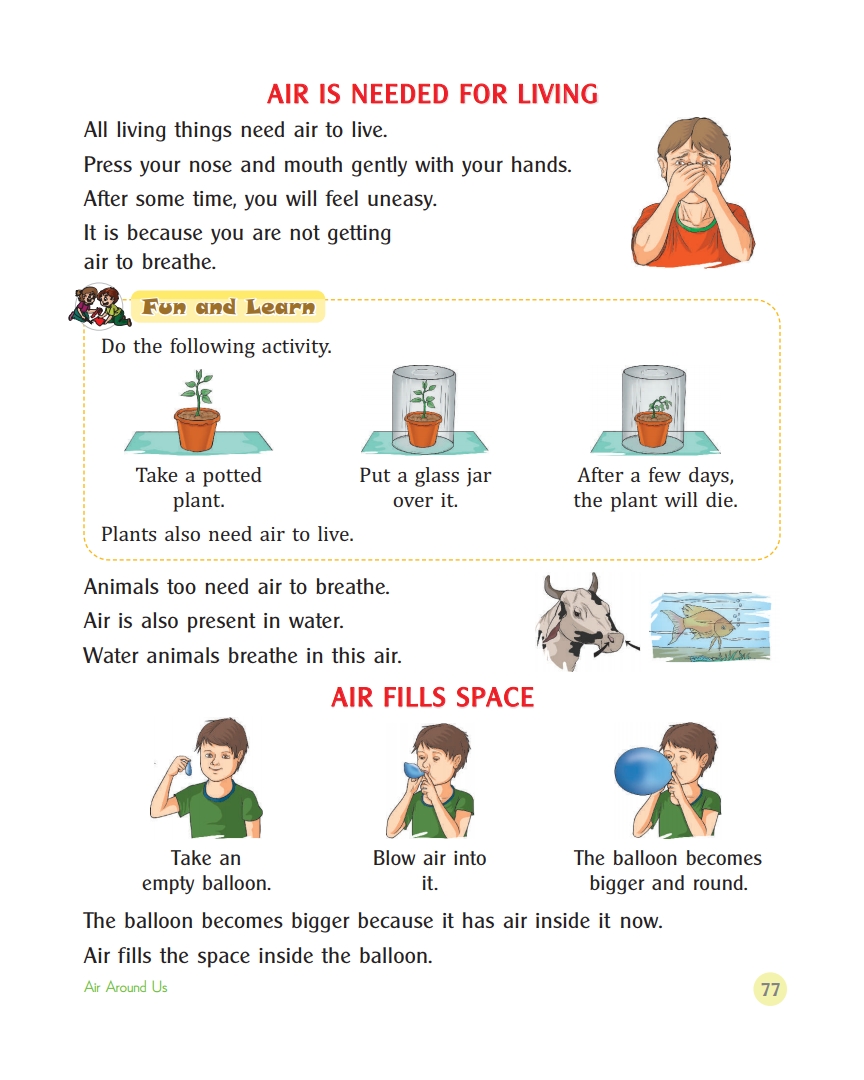 AIR IS NEEDED FOR LIVING
All living things need air to live.
Press your nose and mouth gently with your hands.
After some time, you will feel uneasy.
It is because you are not getting
air to breathe.
Fun and Learn
Do the following activity.
Take a potted
plant.
Put a glass jar
over it.
After a few days,
the plant will die.
Plants also need air to live.
Animals too need air to breathe.
Air is also present in water.
Water animals breathe in this air.
AIR FILLS SPACE
Take an
empty balloon.
Blow air into
it.
The balloon becomes
bigger and round.
The balloon becomes bigger because it has air inside it now.
Air fills the space inside the balloon.
Air Around Us
77